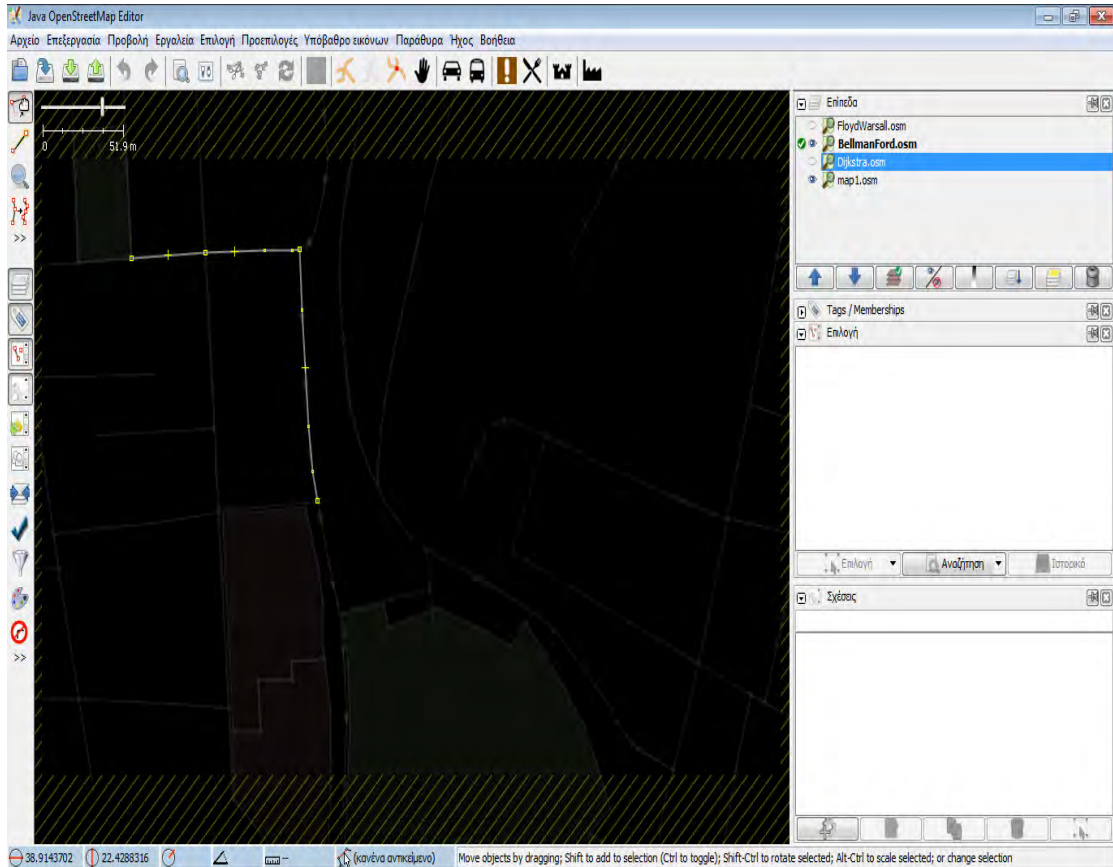 Java OpenStreetMap Editor
Αρχείο Επεξεργασία Προβολή Εργαλεία Επιλογή Προεπιλογές Υπόβαθρο εικόνων Παράθυρα Ήχος Βοήθεια
0 51.9 m
>>
>>
Επίπεδα
FloydWarsall.osm
BellmanFord.osm
Dijkstra.osm
map1.osm
Tags / Memberships
Επιλογή
Επιλογή Αναζήτηση Ιστορικό
Σχέσεις
38.9143702 22.4288316 -- (κανένα αντικείμενο) Move objects by dragging; Shift to add to selection (Ctrl to toggle); Shift-Ctrl to rotate selected; Alt-Ctrl to scale selected; or change selection